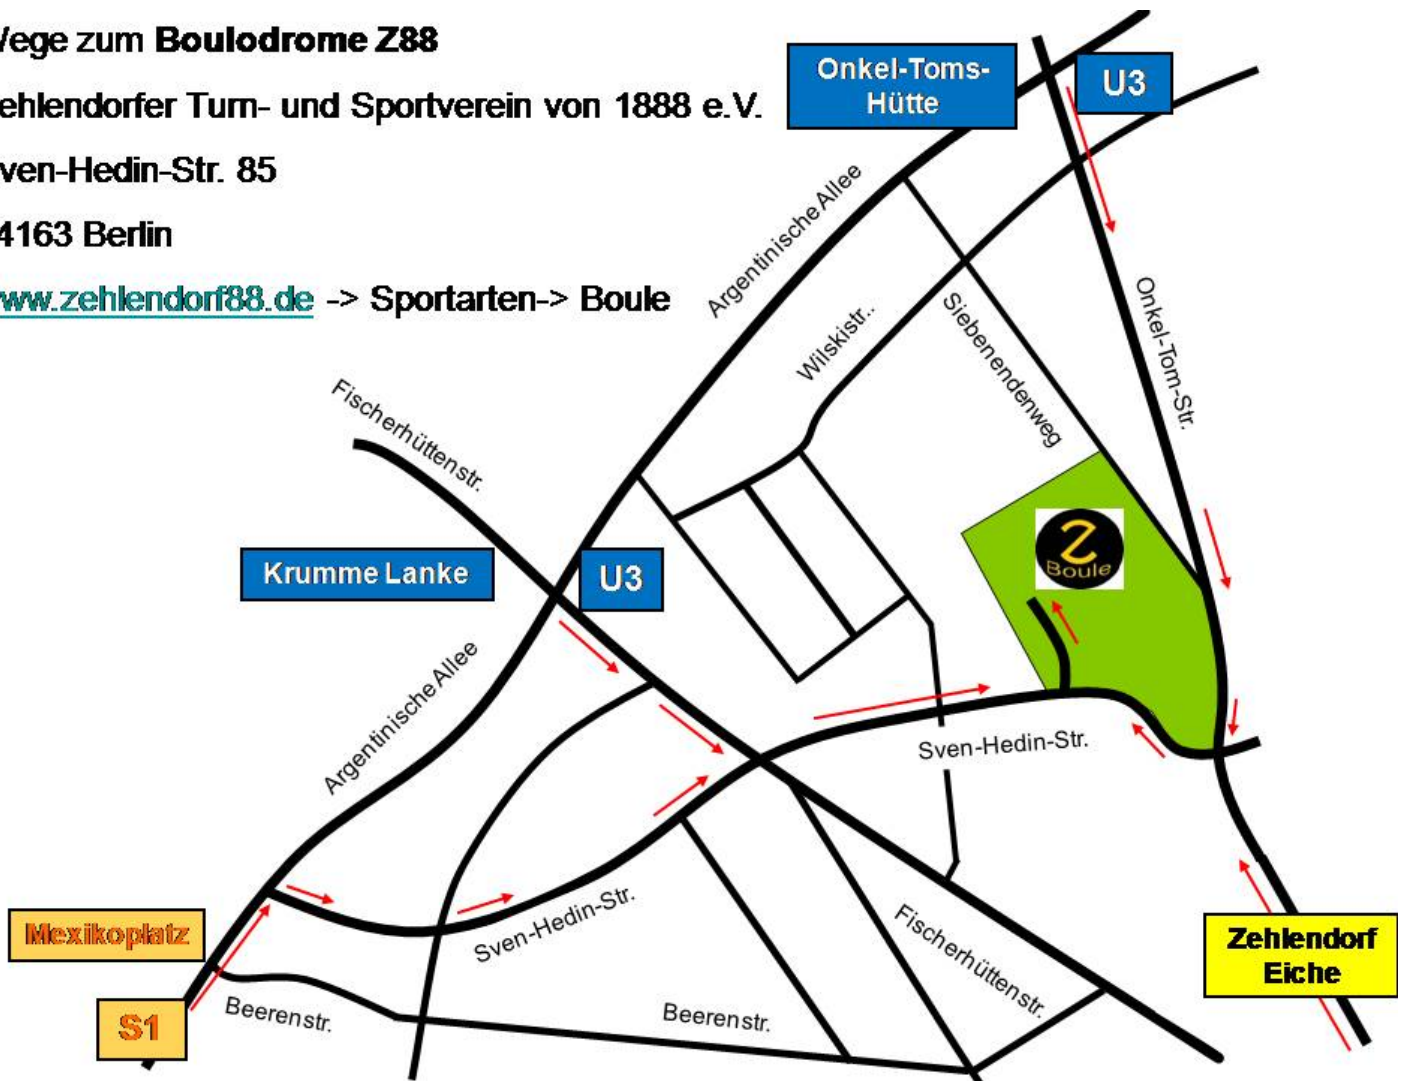 Wege zum Boulodrome Z88
ehlendorfer Turn- und Sportverein von 1888 e.V.
ven-Hedin-Str. 85
4163 Berlin
www.zehlendorf88.de -> Sportarten-> Boule
Onkel-Toms-
Hütte
U3
Argentinische Allee
Wilskistr..
Siebenendenweg
Onkel-Tom-Str.
Fischerhüttenstr.
Z
Boule
Krumme Lanke
U3
Argentinische Allee
Sven-Hedin-Str.
Sven-Hedin-Str.
Fischerhüttenstr.
Mexikoplatz
S1
Beerenstr.
Beerenstr.
Zehlendorf
Eiche